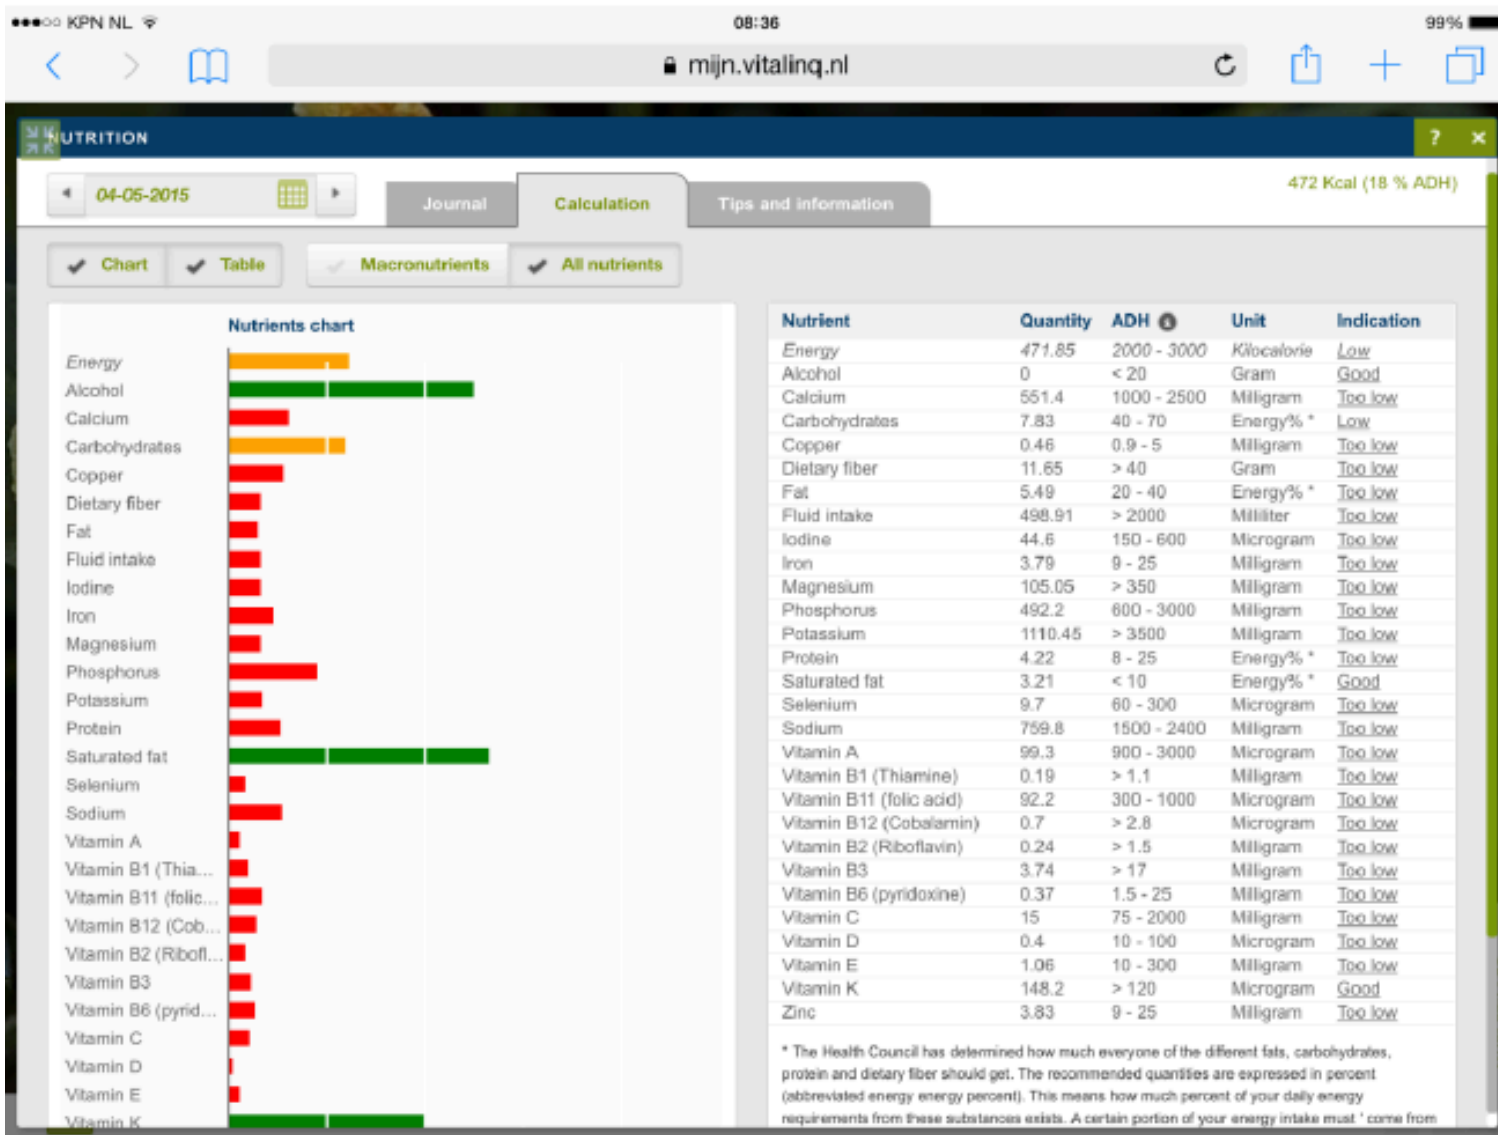 KPN NL
08:36
99%
mijn.vitalinq.nl
NUTRITION
? ×
04-05-2015
Journal
Calculation
Tips and information
472 Kcal (18 % ADH)
Chart
Table
Macronutrients
All nutrients
Nutrients chart
Energy
Alcohol
Calcium
Carbohydrates
Copper
Dietary fiber
Fat
Fluid intake
Iodine
Iron
Magnesium
Phosphorus
Potassium
Protein
Saturated fat
Selenium
Sodium
Vitamin A
Vitamin B1 (Thia...
Vitamin B11 (folic...
Vitamin B12 (Cob...
Vitamin B2 (Ribofl...
Vitamin B3
Vitamin B6 (pyrid...
Vitamin C
Vitamin D
Vitamin E
Vitamin K
Nutrient Quantity ADH Unit Indication
Energy 471.85 2000 - 3000 Kilocalorie Low
Alcohol 0 < 20 Gram Good
Calcium 551.4 1000 - 2500 Milligram Too low
Carbohydrates 7.83 40 - 70 Energy% * Low
Copper 0.46 0.9 - 5 Milligram Too low
Dietary fiber 11.65 > 40 Gram Too low
Fat 5.49 20 - 40 Energy% * Too low
Fluid intake 498.91 > 2000 Milliliter Too low
Iodine 44.6 150 - 600 Microgram Too low
Iron 3.79 9 - 25 Milligram Too low
Magnesium 105.05 > 350 Milligram Too low
Phosphorus 492.2 600 - 3000 Milligram Too low
Potassium 1110.45 > 3500 Milligram Too low
Protein 4.22 8 - 25 Energy% * Too low
Saturated fat 3.21 < 10 Energy% * Good
Selenium 9.7 60 - 300 Microgram Too low
Sodium 759.8 1500 - 2400 Milligram Too low
Vitamin A 99.3 900 - 3000 Microgram Too low
Vitamin B1 (Thiamine) 0.19 > 1.1 Milligram Too low
Vitamin B11 (folic acid) 92.2 300 - 1000 Microgram Too low
Vitamin B12 (Cobalamin) 0.7 > 2.8 Microgram Too low
Vitamin B2 (Riboflavin) 0.24 > 1.5 Milligram Too low
Vitamin B3 3.74 > 17 Milligram Too low
Vitamin B6 (pyridoxine) 0.37 1.5 - 25 Milligram Too low
Vitamin C 15 75 - 2000 Milligram Too low
Vitamin D 0.4 10 - 100 Microgram Too low
Vitamin E 1.06 10 - 300 Milligram Too low
Vitamin K 148.2 > 120 Microgram Good
Zinc 3.83 9 - 25 Milligram Too low
* The Health Council has determined how much everyone of the different fats, carbohydrates,
protein and dietary fiber should get. The recommended quantities are expressed in percent
(abbreviated energy energy percent). This means how much percent of your daily energy
requirements from these substances exists. A certain portion of your energy intake must ' come from